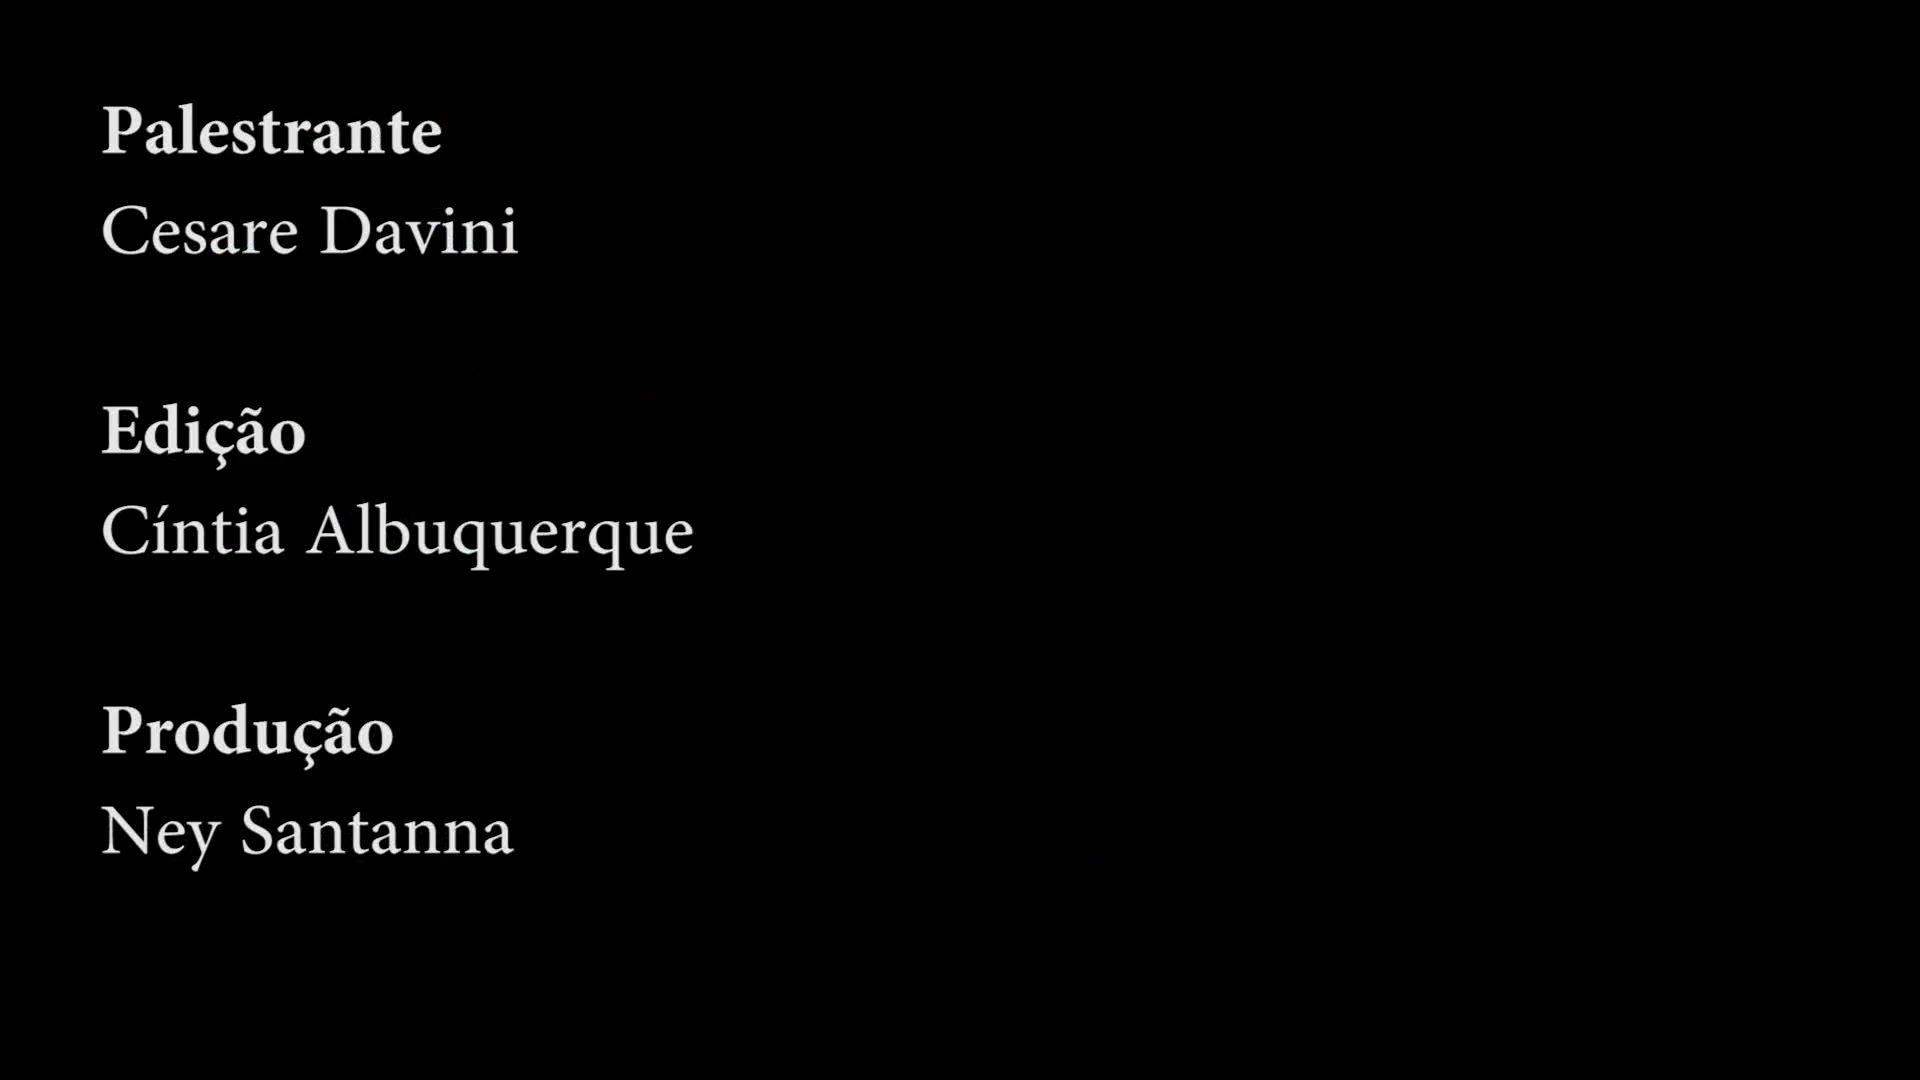 Palestrante
Cesare Davini
Edição
Cíntia Albuquerque
Produção
Ney Santanna